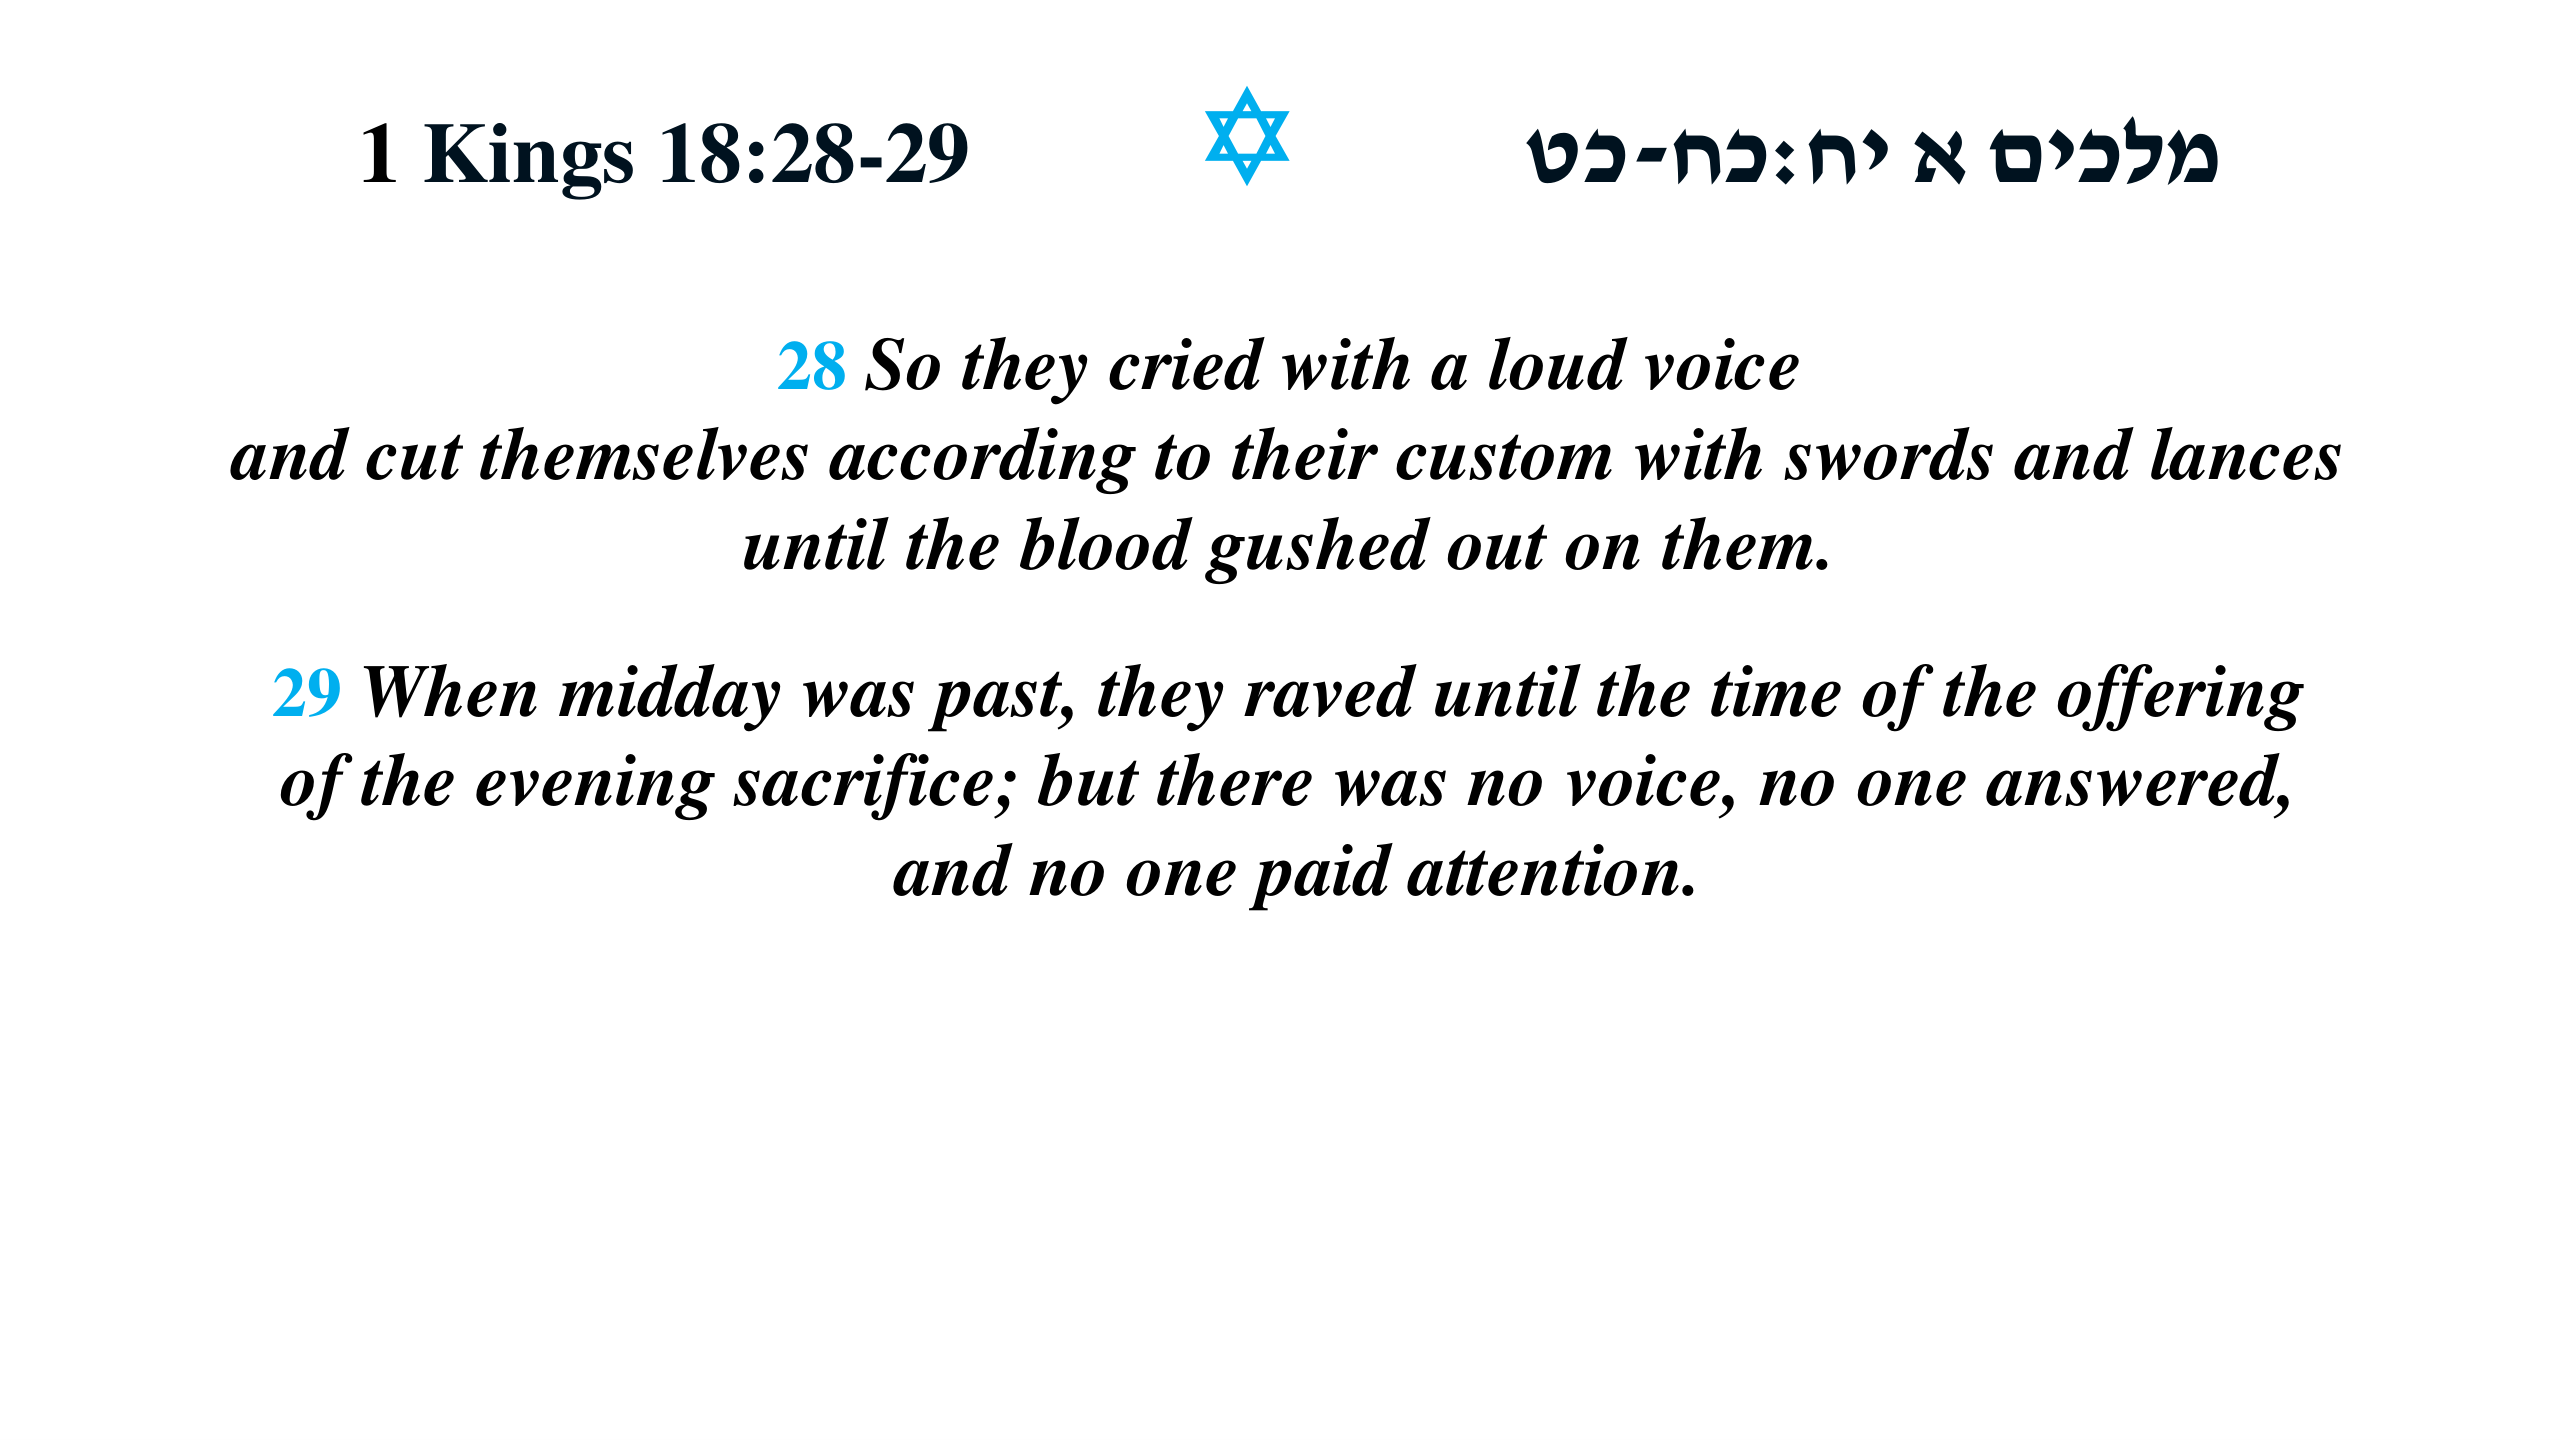 1 Kings 18:28-29 ✡ מלכים א יח:כח-כט
28 So they cried with a loud voice
and cut themselves according to their custom with swords and lances
until the blood gushed out on them.
29 When midday was past, they raved until the time of the offering
of the evening sacrifice; but there was no voice, no one answered,
and no one paid attention.